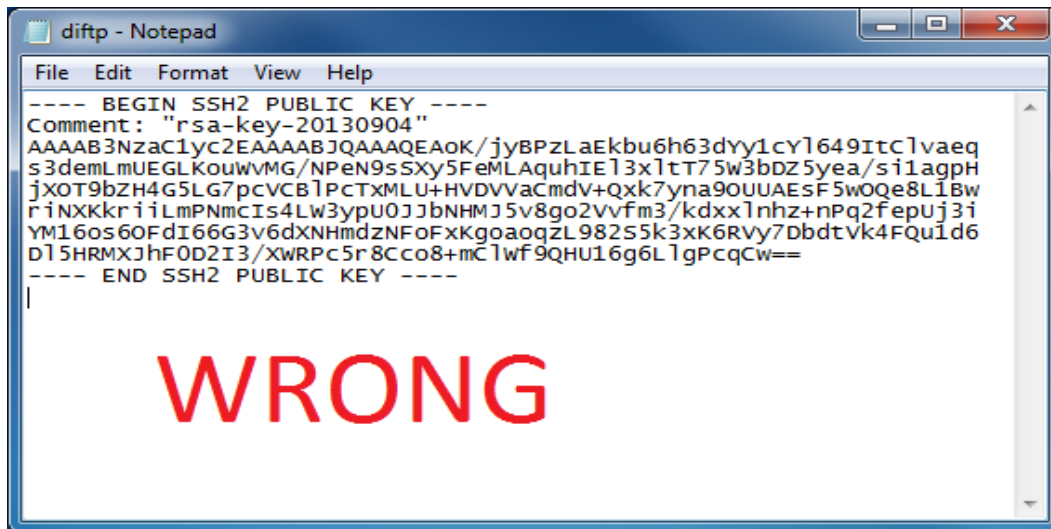 diftp - Notepad
File Edit Format View Help
---- BEGIN SSH2 PUBLIC KEY ----
Comment: "rsa-key-20130904"
AAAAB3NzaC1yc2EAAAABJQAAAQEAoK/jyBPzLaEkbu6h63dYy1cYl649ItClvaeq
s3demLmUEGLKouWvMG/NPeN9sSXy5FeMLAquhIEl3xltT75W3bDZ5yea/si1agpH
jXOT9bZH4G5LG7pcVCBlPcTxMLU+HVDVVaCmdV+Qxk7yna9OUUAEsF5wOQe8L1Bw
riNXKkriiLmPNmcIs4LW3ypU0JJbNHMJ5v8go2Vvfm3/kdxxlnhz+nPq2fepUj3i
YM16os6OFdI66G3v6dXNHmdzNFoFxKgoaoqzL982S5k3xK6RVy7DbdtVk4FQu1d6
Dl5HRMXJhF0D2I3/XWRPc5r8Cco8+mClWf9QHU16g6LlgPcqCw==
---- END SSH2 PUBLIC KEY ----
WRONG